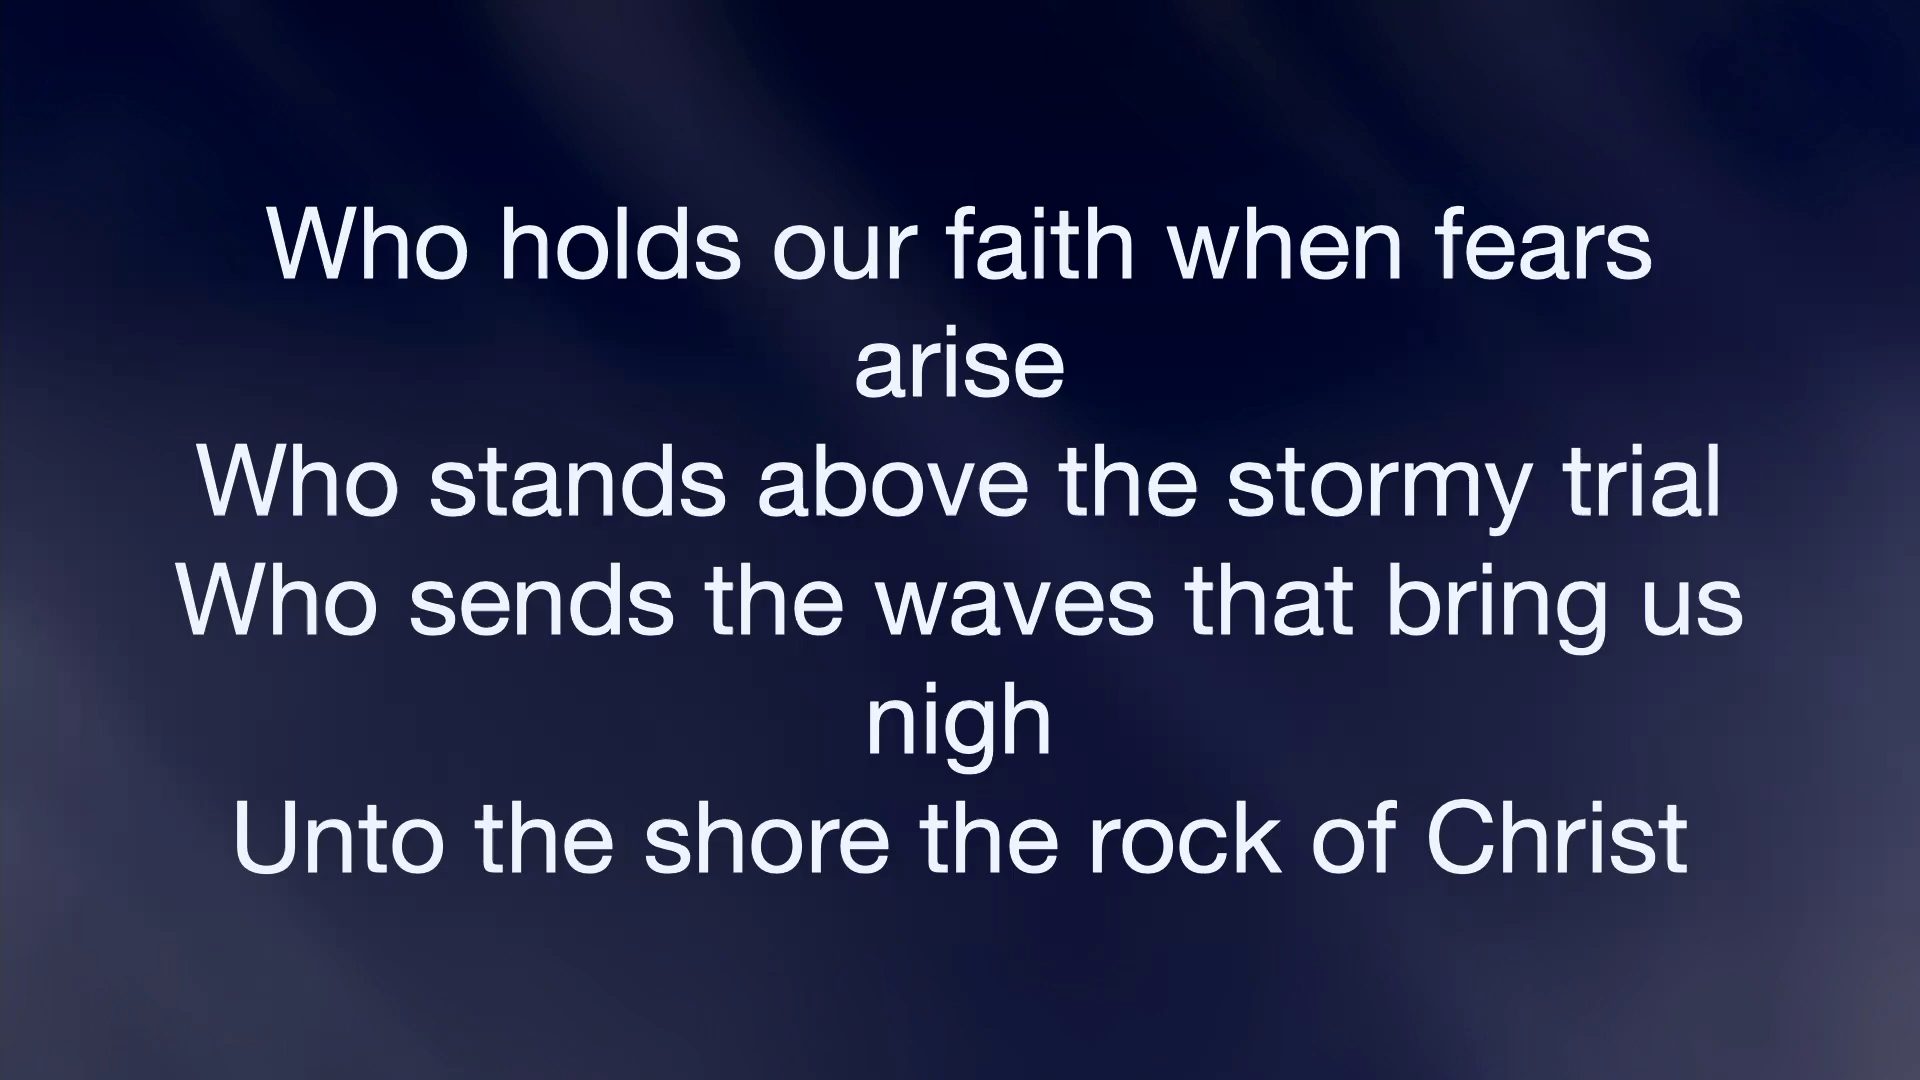 Who holds our faith when fears
arise
Who stands above the stormy trial
Who sends the waves that bring us
nigh
Unto the shore the rock of Christ